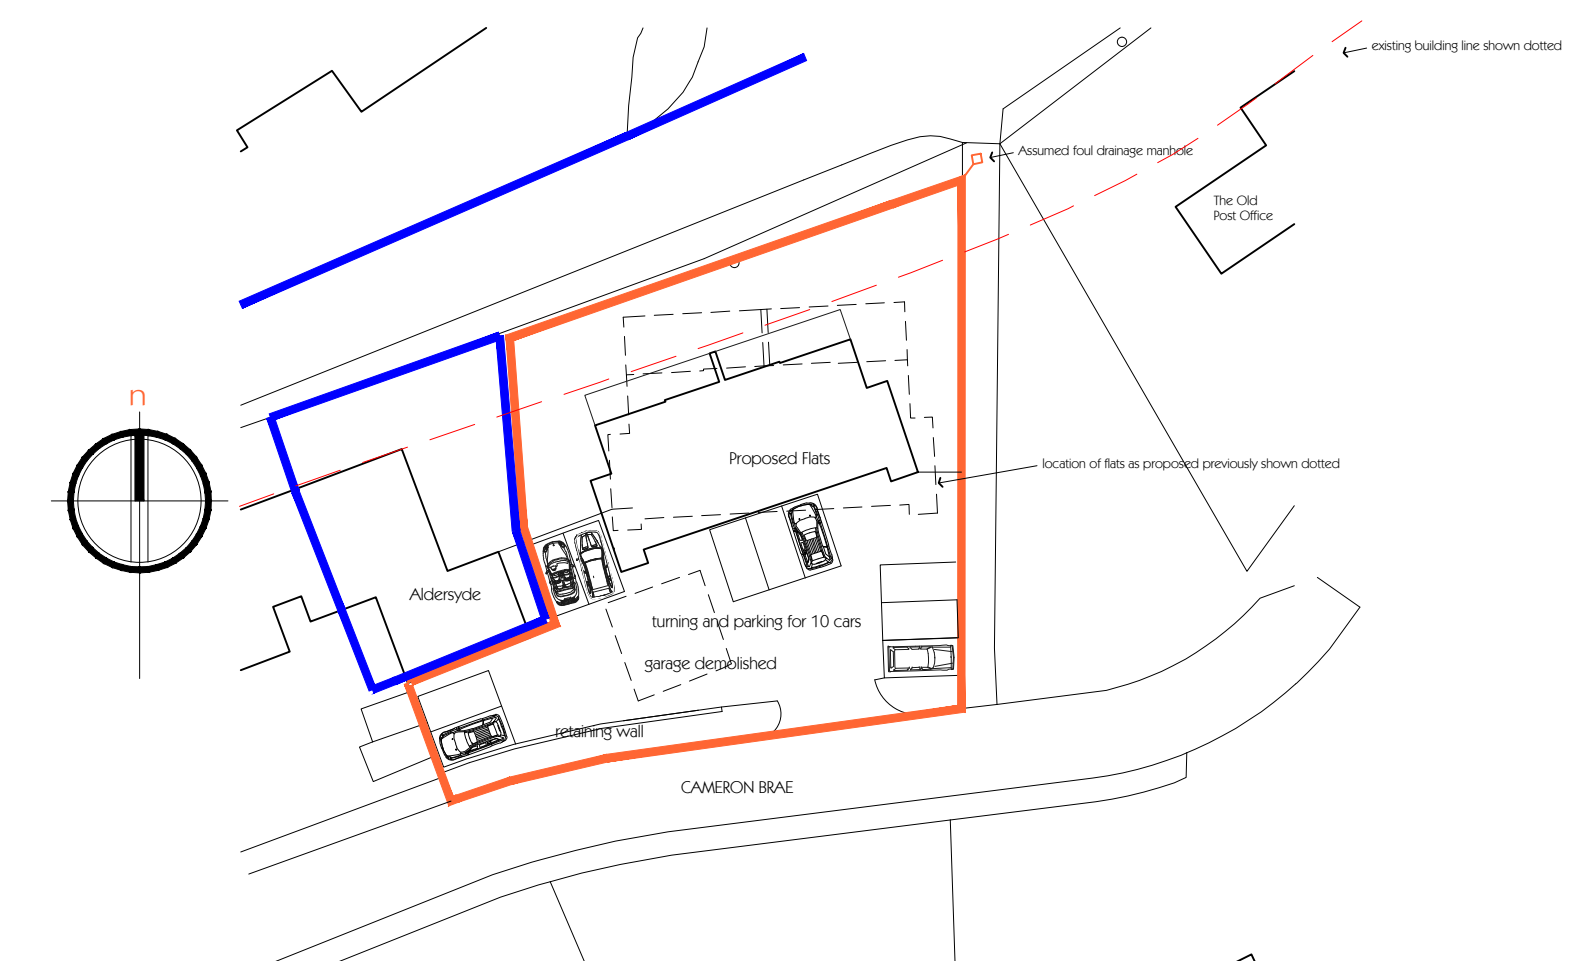 existing building line shown dotted
Assumed foul drainage manhole
The Old
Post Office
n
Proposed Flats
location of flats as proposed previously shown dotted
Aldersyde
turning and parking for 10 cars
garage demolished
retaining wall
CAMERON BRAE